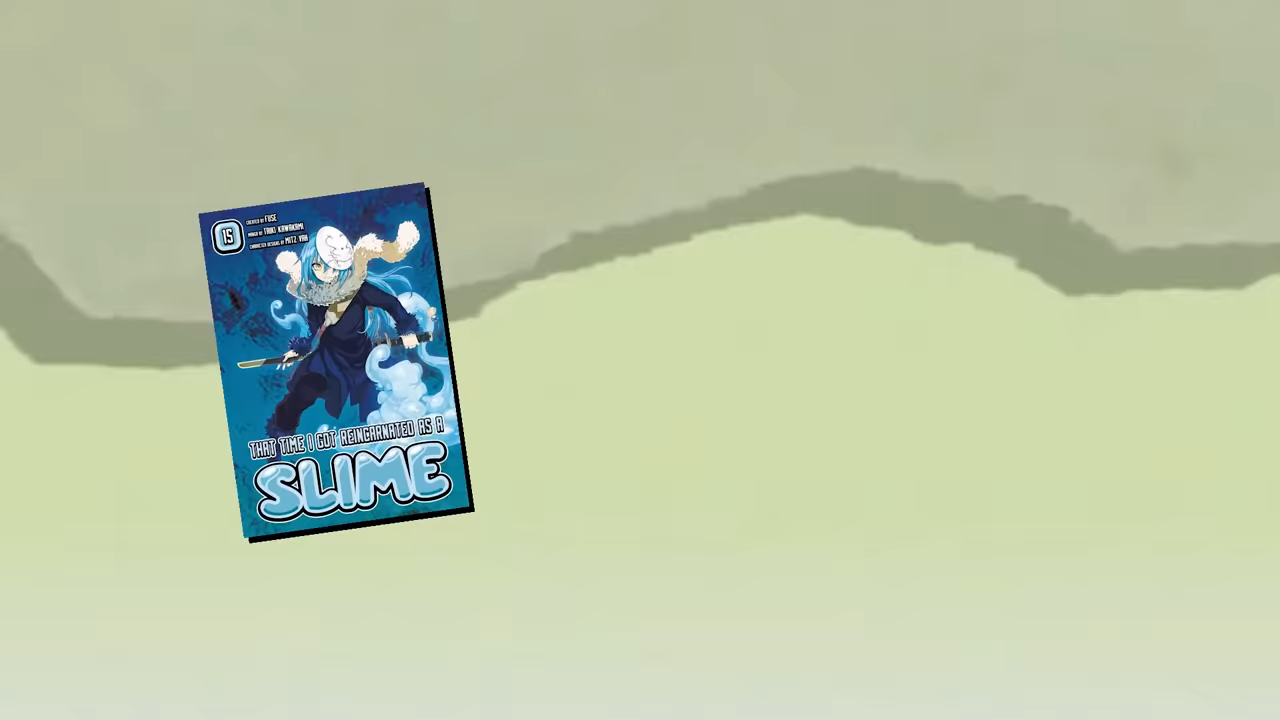 15
CREATED BY FUSE
MANGA BY TAIKI KAWAKAMI
CHARACTER DESIGNS BY MITZ VAH
THAT TIME I GOT REINCARNATED AS A
SLIME